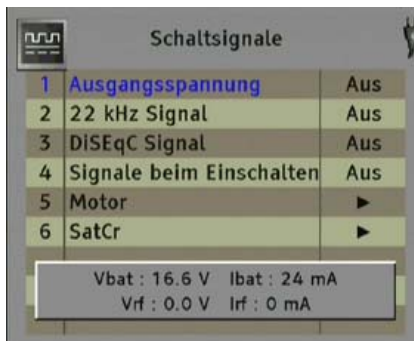 Schaltsignale
1 Ausgangsspannung Aus
2 22 kHz Signal Aus
3 DiSEqC Signal Aus
4 Signale beim Einschalten Aus
5 Motor ►
6 SatCr ►
Vbat : 16.6 V Ibat : 24 mA
Vrf : 0.0 V Irf : 0 mA